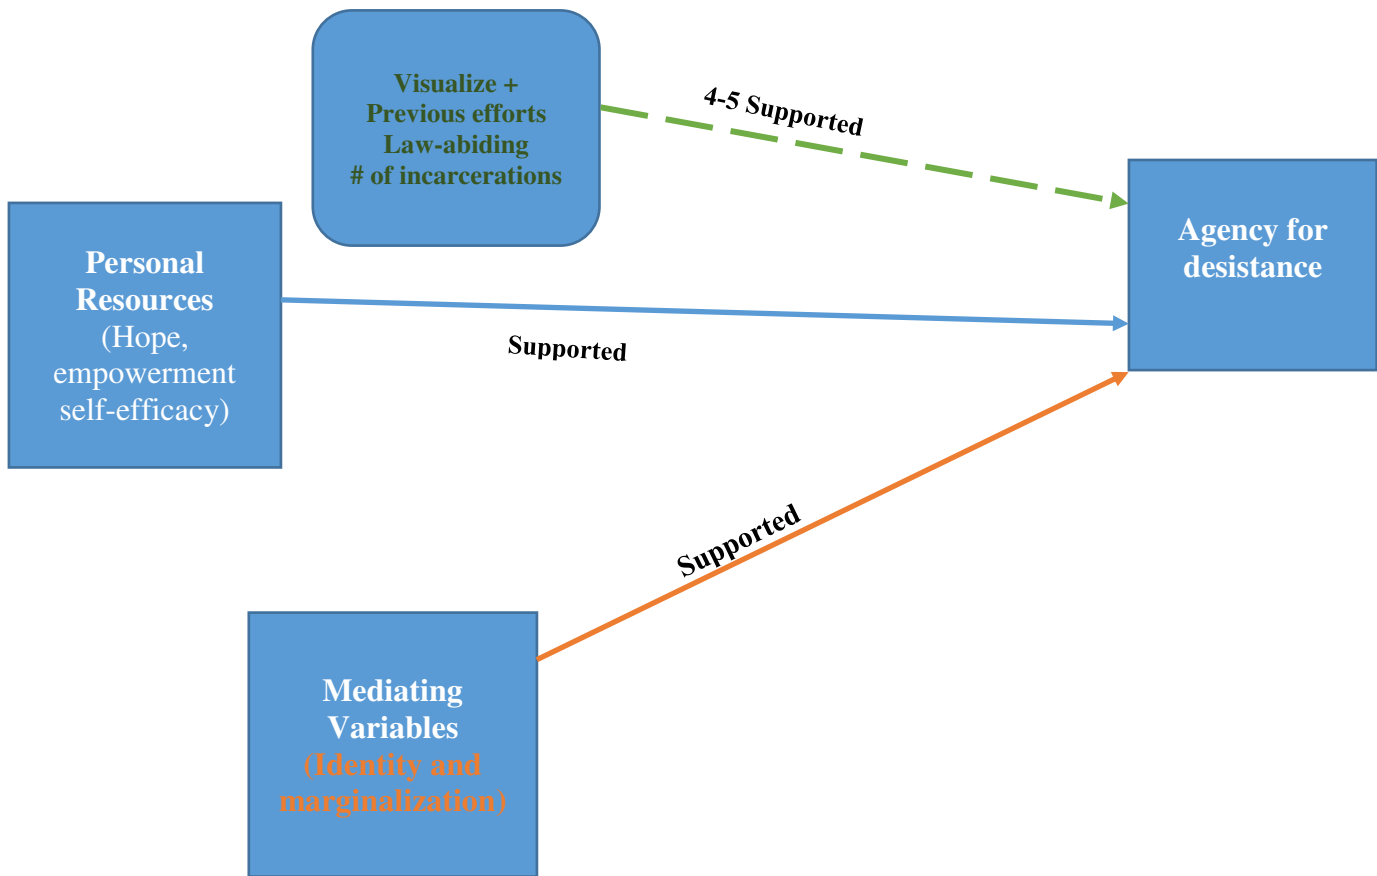 Visualize +
Previous efforts
Law-abiding
# of incarcerations
4-5 Supported
Agency for
desistance
Personal
Resources
(Hope,
empowerment
self-efficacy)
Supported
Supported
Mediating
Variables
(Identity and
marginalization)